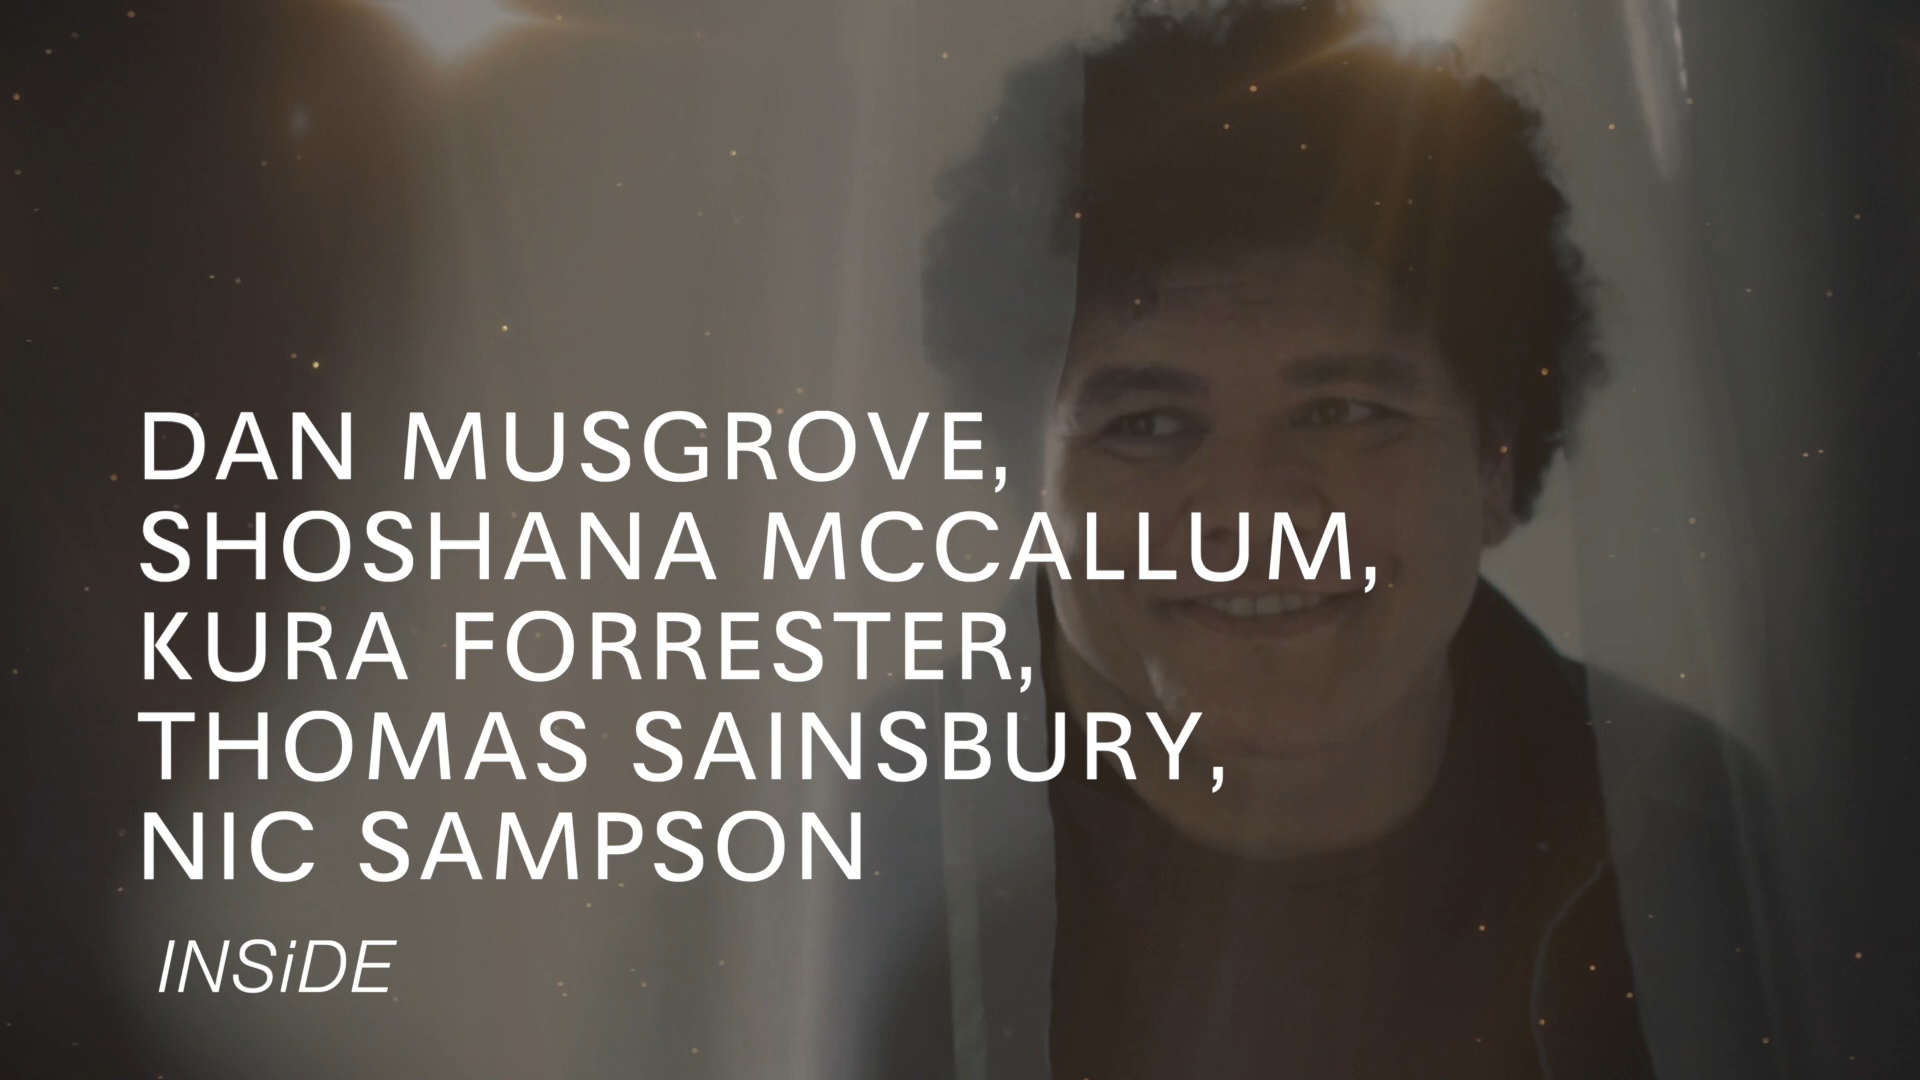 DAN MUSGROVE,
SHOSHANA MCCALLUM,
KURA FORRESTER,
THOMAS SAINSBURY,
NIC SAMPSON
INSiDE